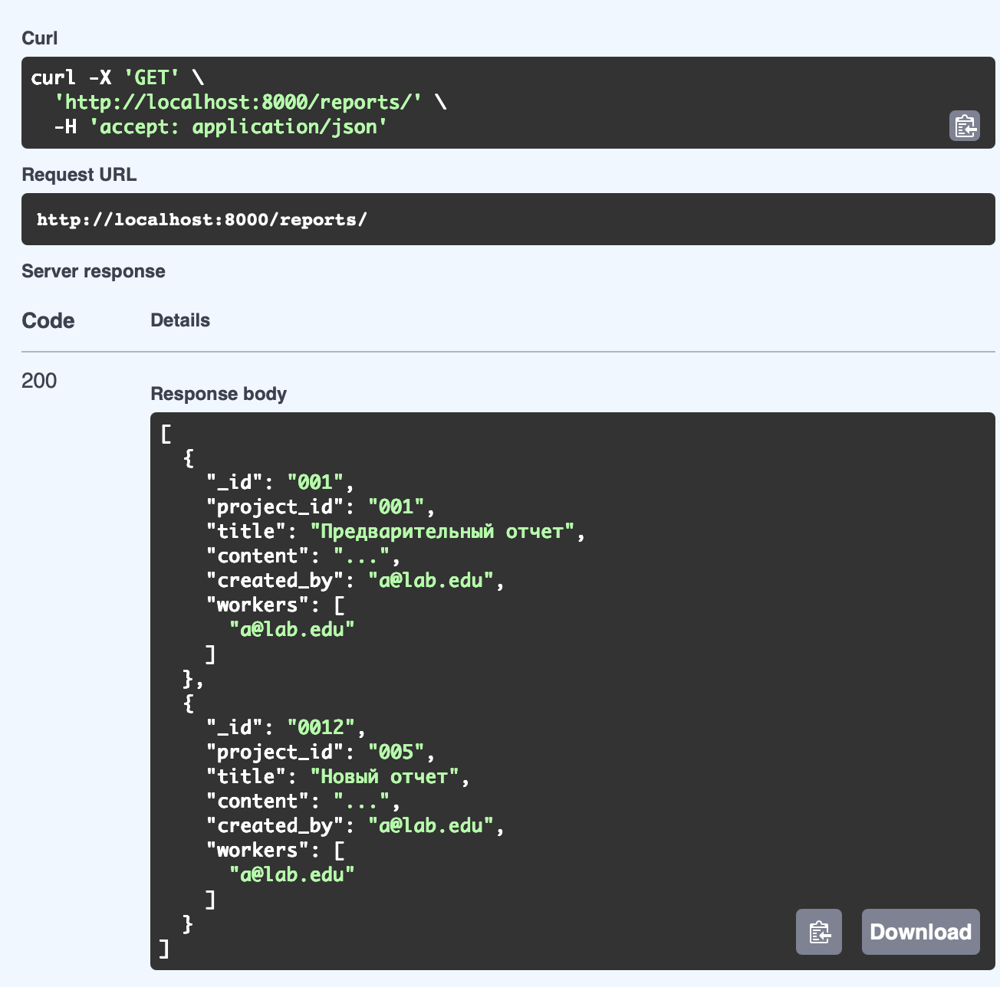 Curl
curl -X 'GET' \
  'http://localhost:8000/reports/' \
  -H 'accept: application/json'
Request URL
http://localhost:8000/reports/
Server response
Code Details
200
Response body
[
  {
    "_id": "001",
    "project_id": "001",
    "title": "Предварительный отчет",
    "content": "...",
    "created_by": "a@lab.edu",
    "workers": [
      "a@lab.edu"
    ]
  },
  {
    "_id": "0012",
    "project_id": "005",
    "title": "Новый отчет",
    "content": "...",
    "created_by": "a@lab.edu",
    "workers": [
      "a@lab.edu"
    ]
  }
]
Download